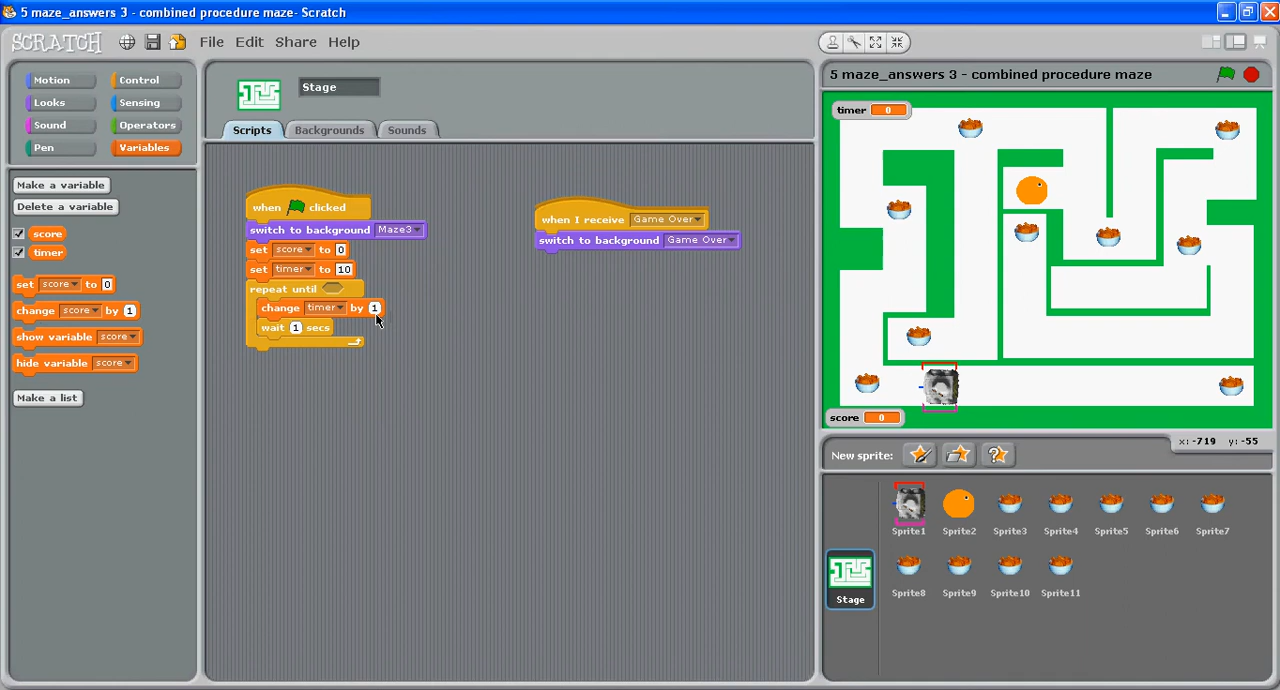 5 maze_answers 3 - combined procedure maze- Scratch
SCRATCH File Edit Share Help
Motion Control
Looks Sensing
Sound Operators
Pen Variables
Make a variable
Delete a variable
score
timer
set score to 0
change score by 1
show variable score
hide variable score
Make a list
Stage
Scripts Backgrounds Sounds
when clicked
switch to background Maze3
set score to 0
set timer to 10
repeat until
change timer by 1
wait 1 secs
when I receive Game Over
switch to background Game Over
5 maze_answers 3 - combined procedure maze
timer 0
score 0
x: -719 y: -55
New sprite:
Sprite1 Sprite2 Sprite3 Sprite4 Sprite5 Sprite6 Sprite7
Sprite8 Sprite9 Sprite10 Sprite11
Stage